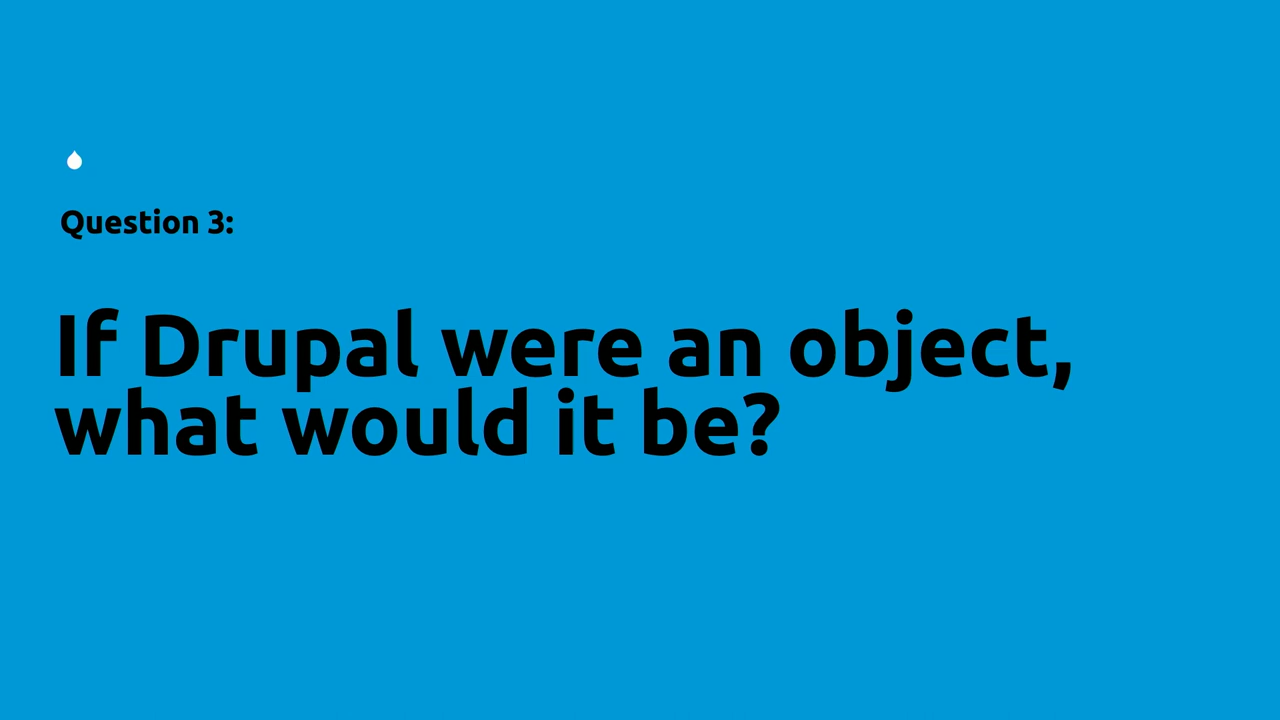 Question 3:
If Drupal were an object,
what would it be?